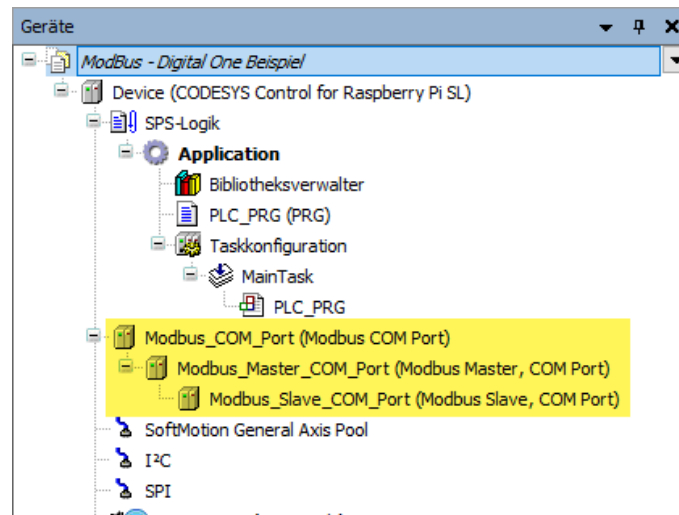 Geräte
ModBus - Digital One Beispiel
Device (CODESYS Control for Raspberry Pi SL)
SPS-Logik
Application
Bibliotheksverwalter
PLC_PRG (PRG)
Taskkonfiguration
MainTask
PLC_PRG
Modbus_COM_Port (Modbus COM Port)
Modbus_Master_COM_Port (Modbus Master, COM Port)
Modbus_Slave_COM_Port (Modbus Slave, COM Port)
SoftMotion General Axis Pool
I²C
SPI